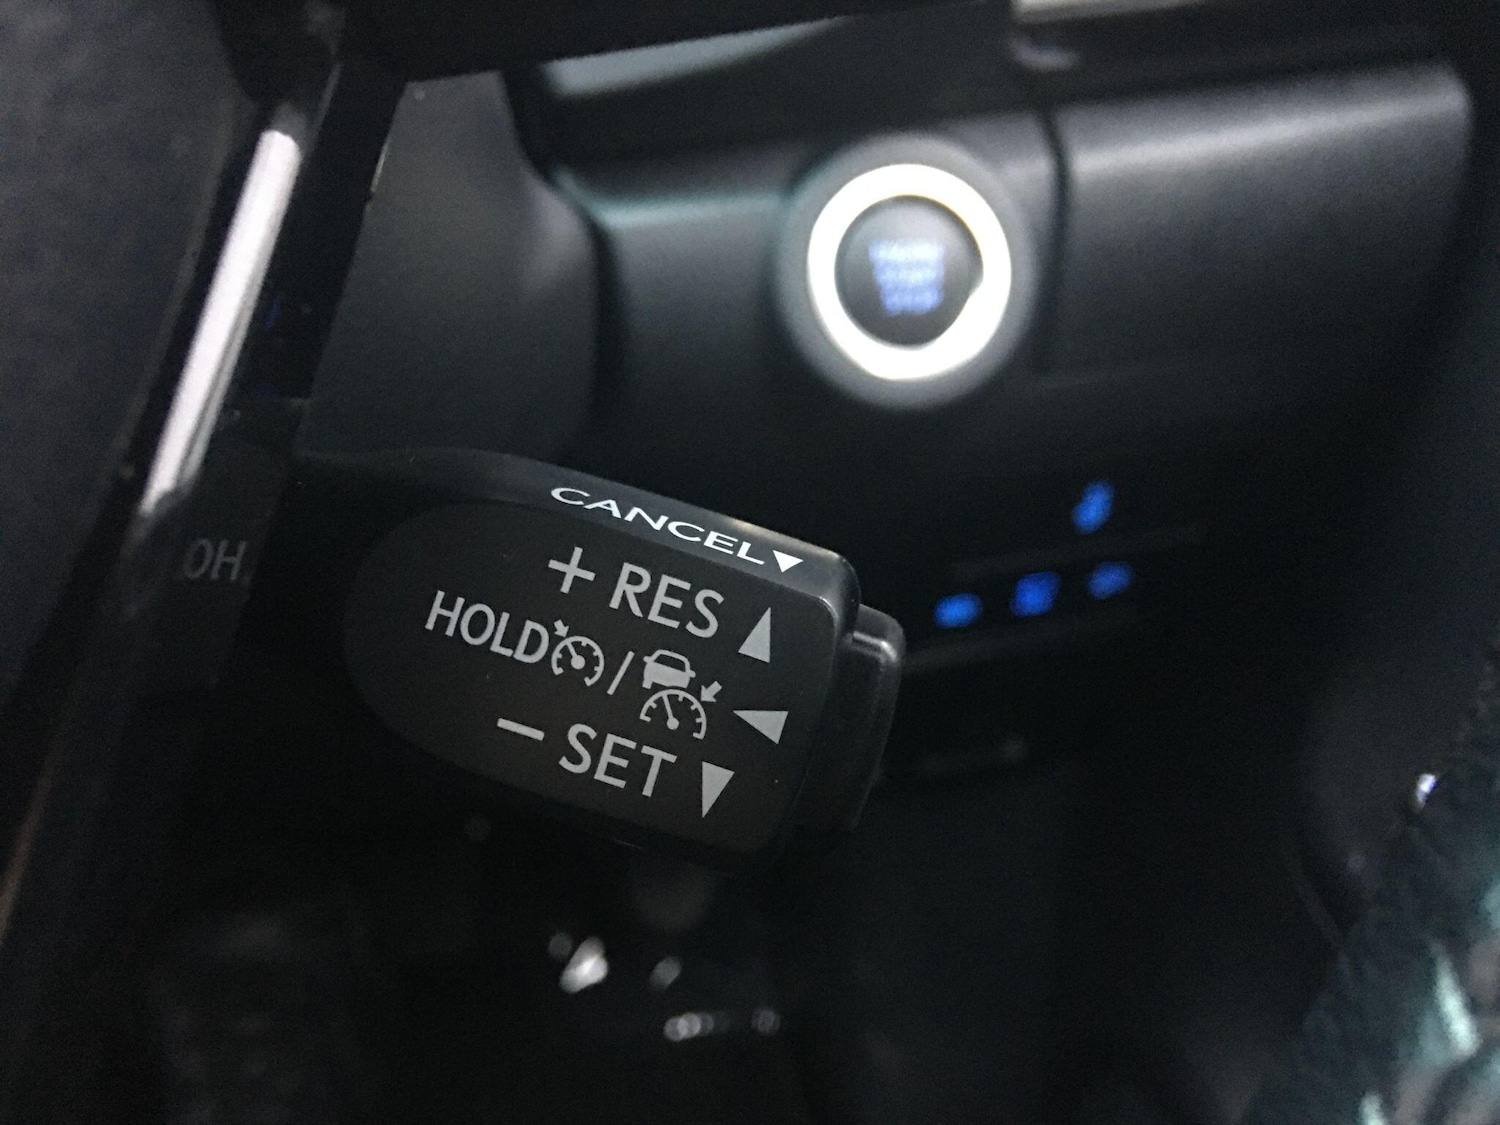 CANCEL
+ RES
HOLD /
- SET